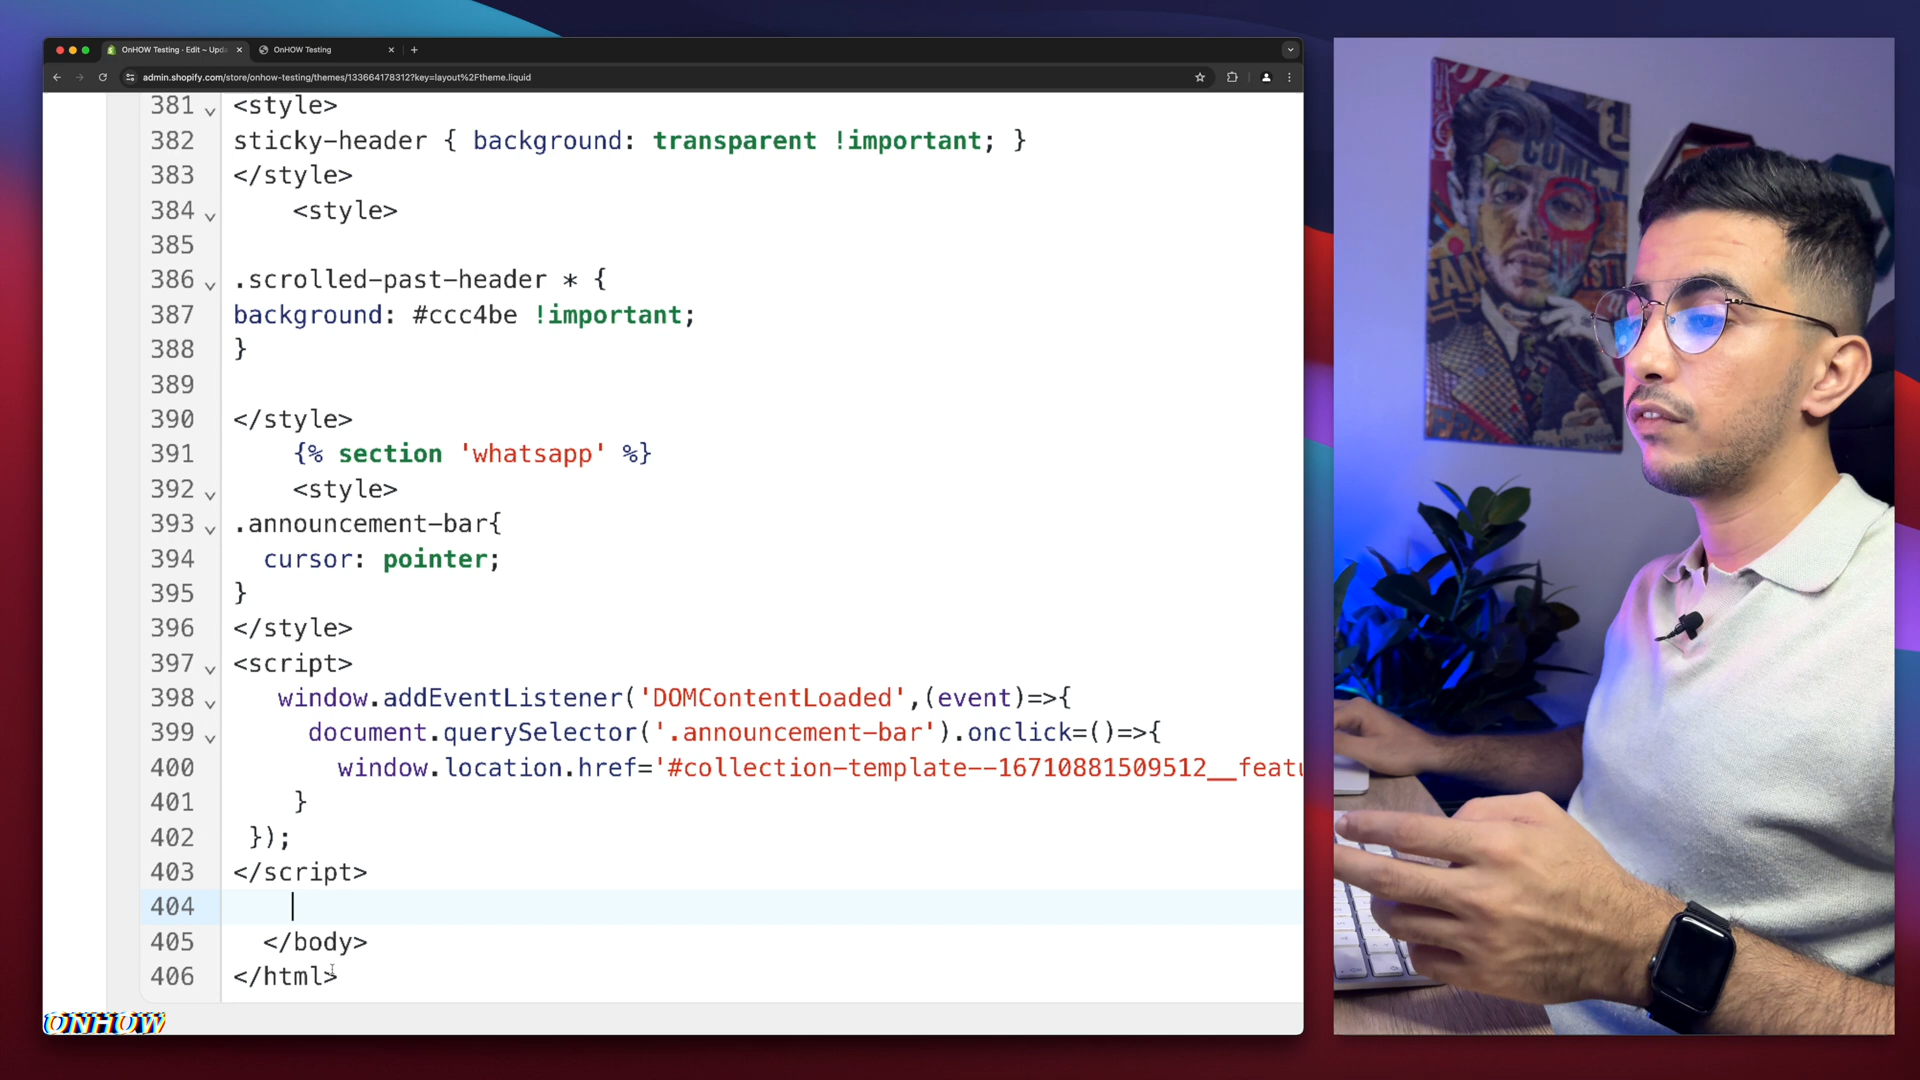 OnHOW Testing · Edit ~ Upda
OnHOW Testing
admin.shopify.com/store/onhow-testing/themes/133664178312?key=layout%2Ftheme.liquid
381 <style>
382 sticky-header { background: transparent !important; }
383 </style>
384 <style>
385
386 .scrolled-past-header * {
387 background: #ccc4be !important;
388 }
389
390 </style>
391 {% section 'whatsapp' %}
392 <style>
393 .announcement-bar{
394 cursor: pointer;
395 }
396 </style>
397 <script>
398 window.addEventListener('DOMContentLoaded',(event)=>{
399 document.querySelector('.announcement-bar').onclick=()=>{
400 window.location.href='#collection-template--16710881509512__featu
401 }
402 });
403 </script>
404
405 </body>
406 </html>
ONHOW